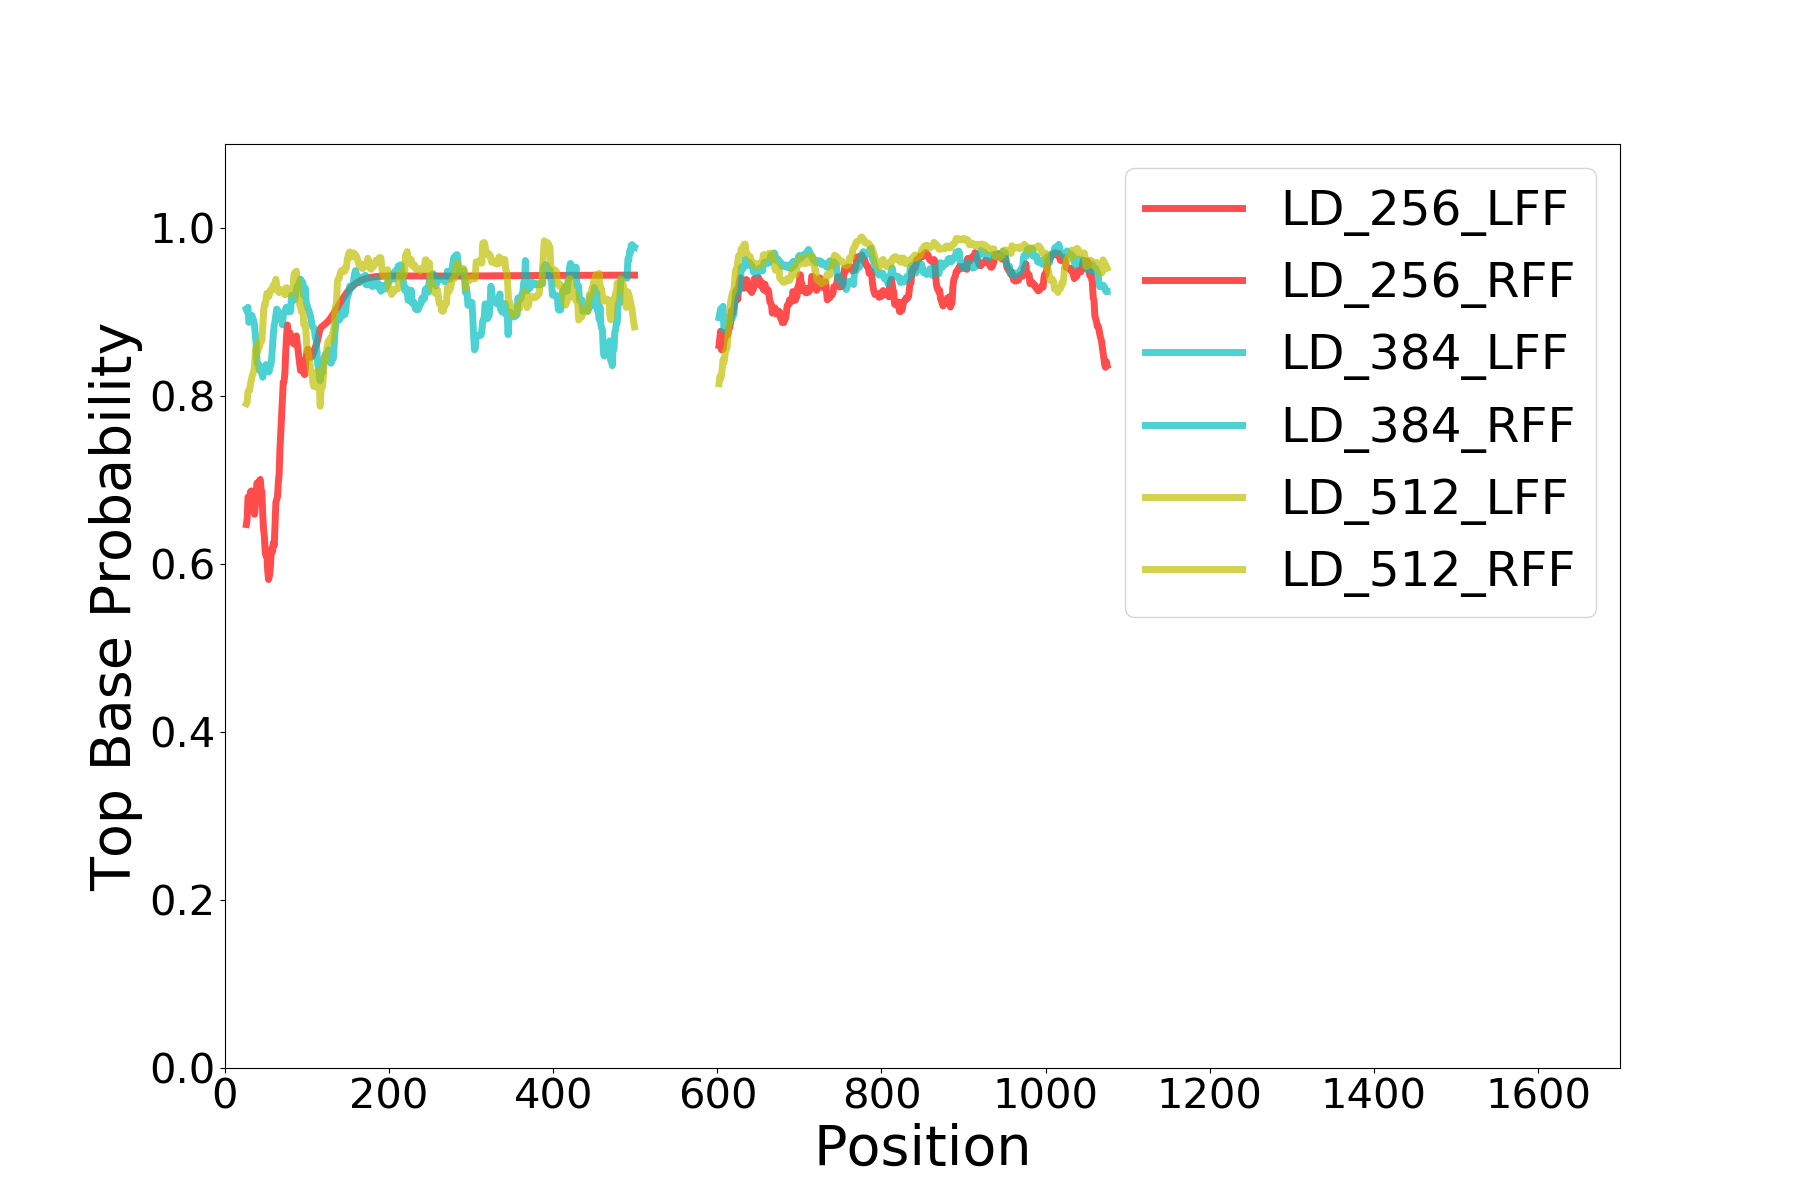 LD_256_LFF
LD_256_RFF
LD_384_LFF
LD_384_RFF
LD_512_LFF
LD_512_RFF
Top Base Probability
1.0
0.8
0.6
0.4
0.2
0.0
0 200 400 600 800 1000 1200 1400 1600
Position